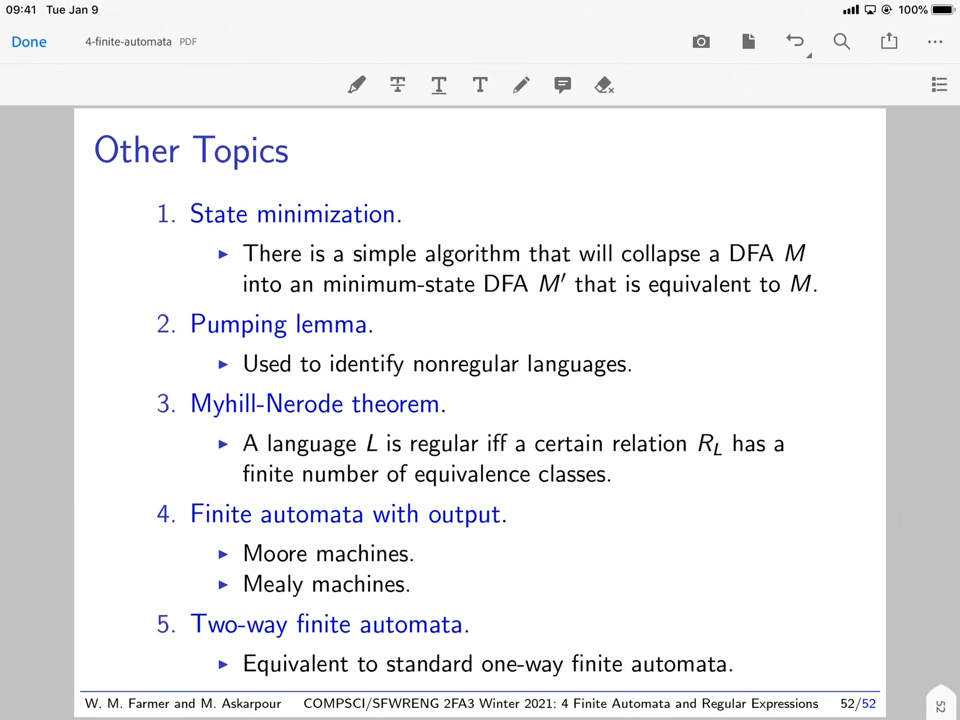 09:41 Tue Jan 9
100%
Done
4-finite-automata PDF
Other Topics
1. State minimization.
▶ There is a simple algorithm that will collapse a DFA M
into an minimum-state DFA M′ that is equivalent to M.
2. Pumping lemma.
▶ Used to identify nonregular languages.
3. Myhill-Nerode theorem.
▶ A language L is regular iff a certain relation R_L has a
finite number of equivalence classes.
4. Finite automata with output.
▶ Moore machines.
▶ Mealy machines.
5. Two-way finite automata.
▶ Equivalent to standard one-way finite automata.
W. M. Farmer and M. Askarpour COMPSCI/SFWRENG 2FA3 Winter 2021: 4 Finite Automata and Regular Expressions 52/52
52